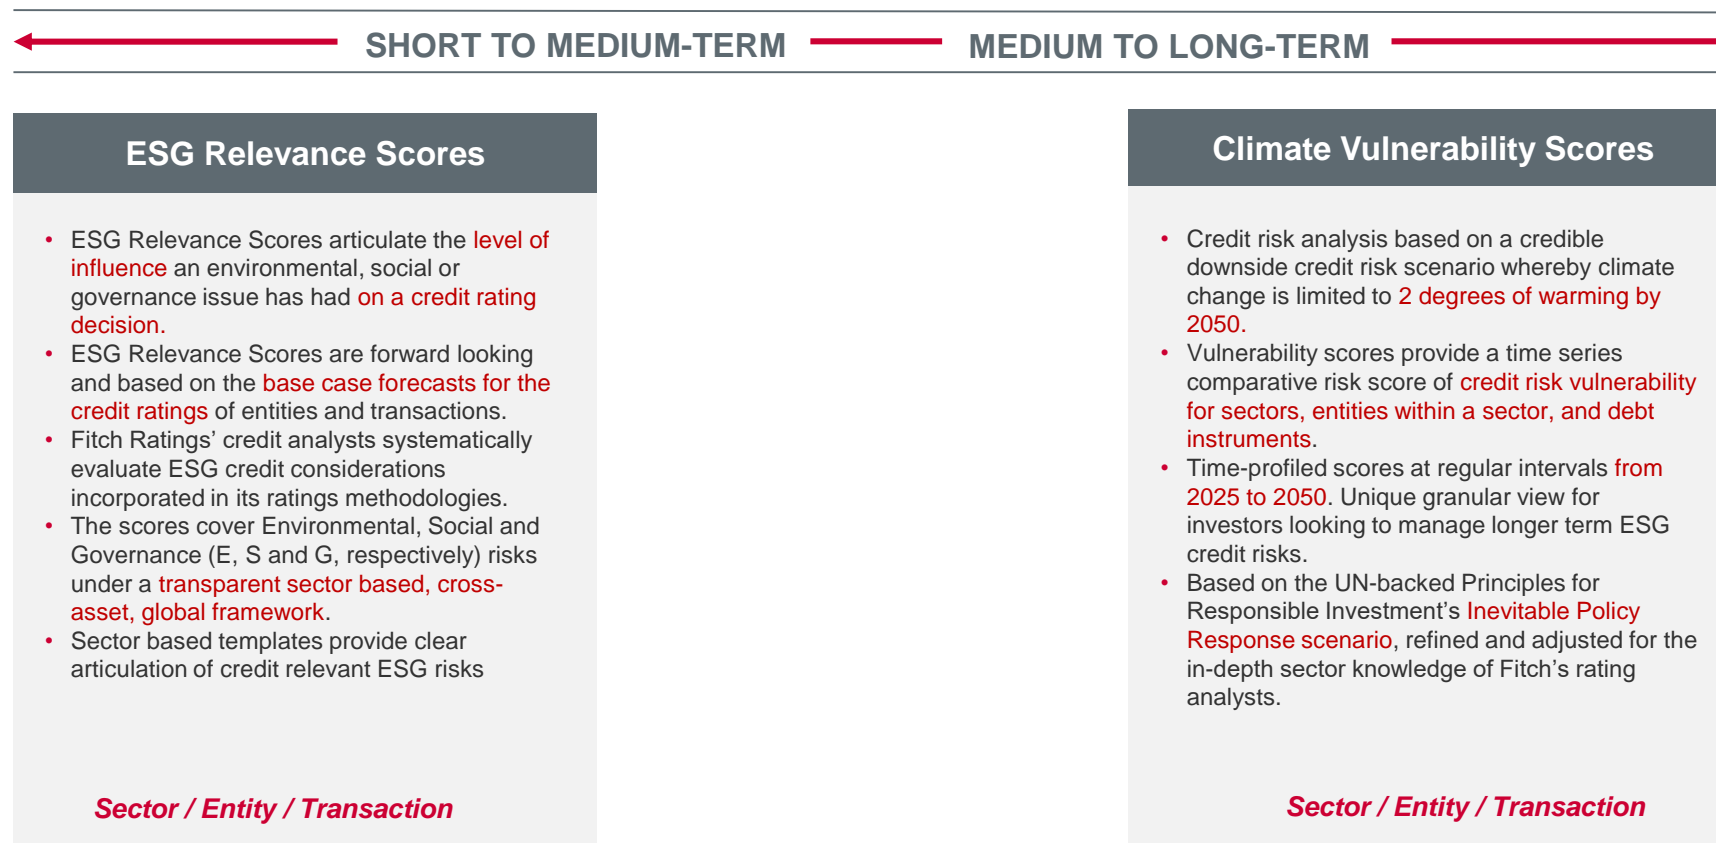 SHORT TO MEDIUM-TERM
MEDIUM TO LONG-TERM
ESG Relevance Scores
• ESG Relevance Scores articulate the level of
influence an environmental, social or
governance issue has had on a credit rating
decision.
• ESG Relevance Scores are forward looking
and based on the base case forecasts for the
credit ratings of entities and transactions.
• Fitch Ratings’ credit analysts systematically
evaluate ESG credit considerations
incorporated in its ratings methodologies.
• The scores cover Environmental, Social and
Governance (E, S and G, respectively) risks
under a transparent sector based, cross-
asset, global framework.
• Sector based templates provide clear
articulation of credit relevant ESG risks
Sector / Entity / Transaction
Climate Vulnerability Scores
• Credit risk analysis based on a credible
downside credit risk scenario whereby climate
change is limited to 2 degrees of warming by
2050.
• Vulnerability scores provide a time series
comparative risk score of credit risk vulnerability
for sectors, entities within a sector, and debt
instruments.
• Time-profiled scores at regular intervals from
2025 to 2050. Unique granular view for
investors looking to manage longer term ESG
credit risks.
• Based on the UN-backed Principles for
Responsible Investment’s Inevitable Policy
Response scenario, refined and adjusted for the
in-depth sector knowledge of Fitch’s rating
analysts.
Sector / Entity / Transaction